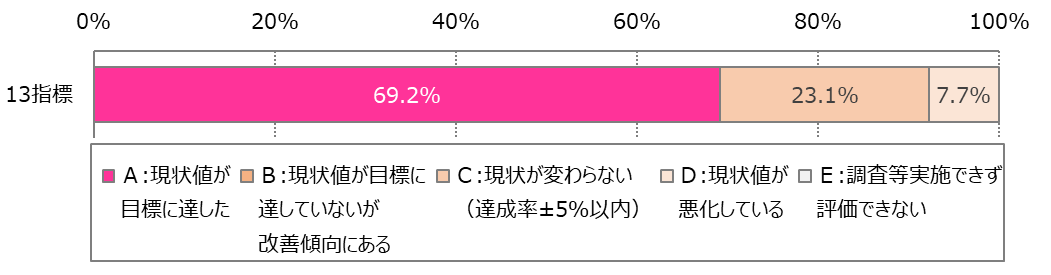 0% 20% 40% 60% 80% 100%
13指標 69.2% 23.1% 7.7%
A:現状値が 目標に達した
B:現状値が目標に 達していないが 改善傾向にある
C:現状が変わらない (達成率±5%以内)
D:現状値が 悪化している
E:調査等実施できず 評価できない